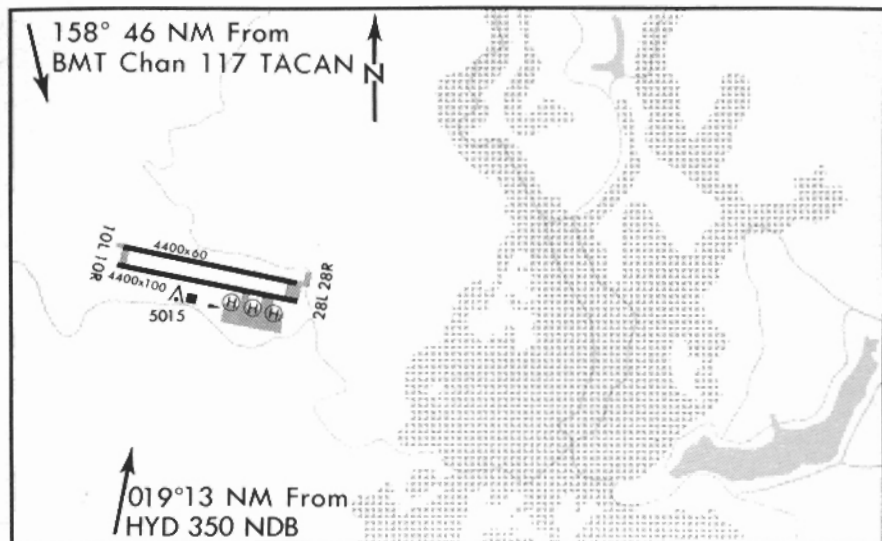 158° 46 NM From
BMT Chan 117 TACAN
N
10L 10R
4400x60
4400x100
28L 28R
5015
H H H
019°13 NM From
HYD 350 NDB